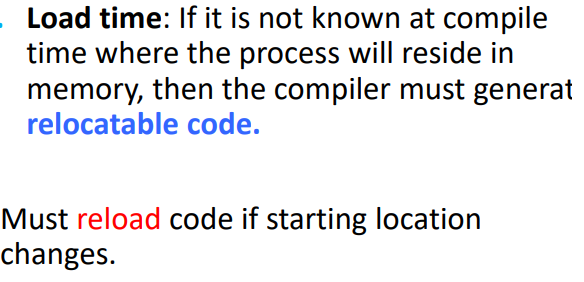 Load time: If it is not known at compile
time where the process will reside in
memory, then the compiler must generat
relocatable code.
Must reload code if starting location
changes.